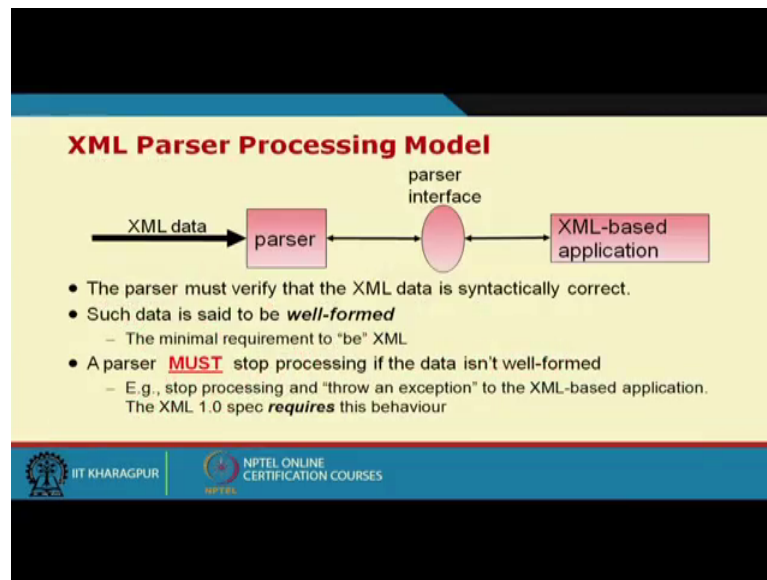 XML Parser Processing Model
parser
interface
XML data
parser
XML-based
application
● The parser must verify that the XML data is syntactically correct.
● Such data is said to be well-formed
– The minimal requirement to “be” XML
● A parser MUST stop processing if the data isn’t well-formed
– E.g., stop processing and “throw an exception” to the XML-based application.
The XML 1.0 spec requires this behaviour
IIT KHARAGPUR
NPTEL
NPTEL ONLINE
CERTIFICATION COURSES